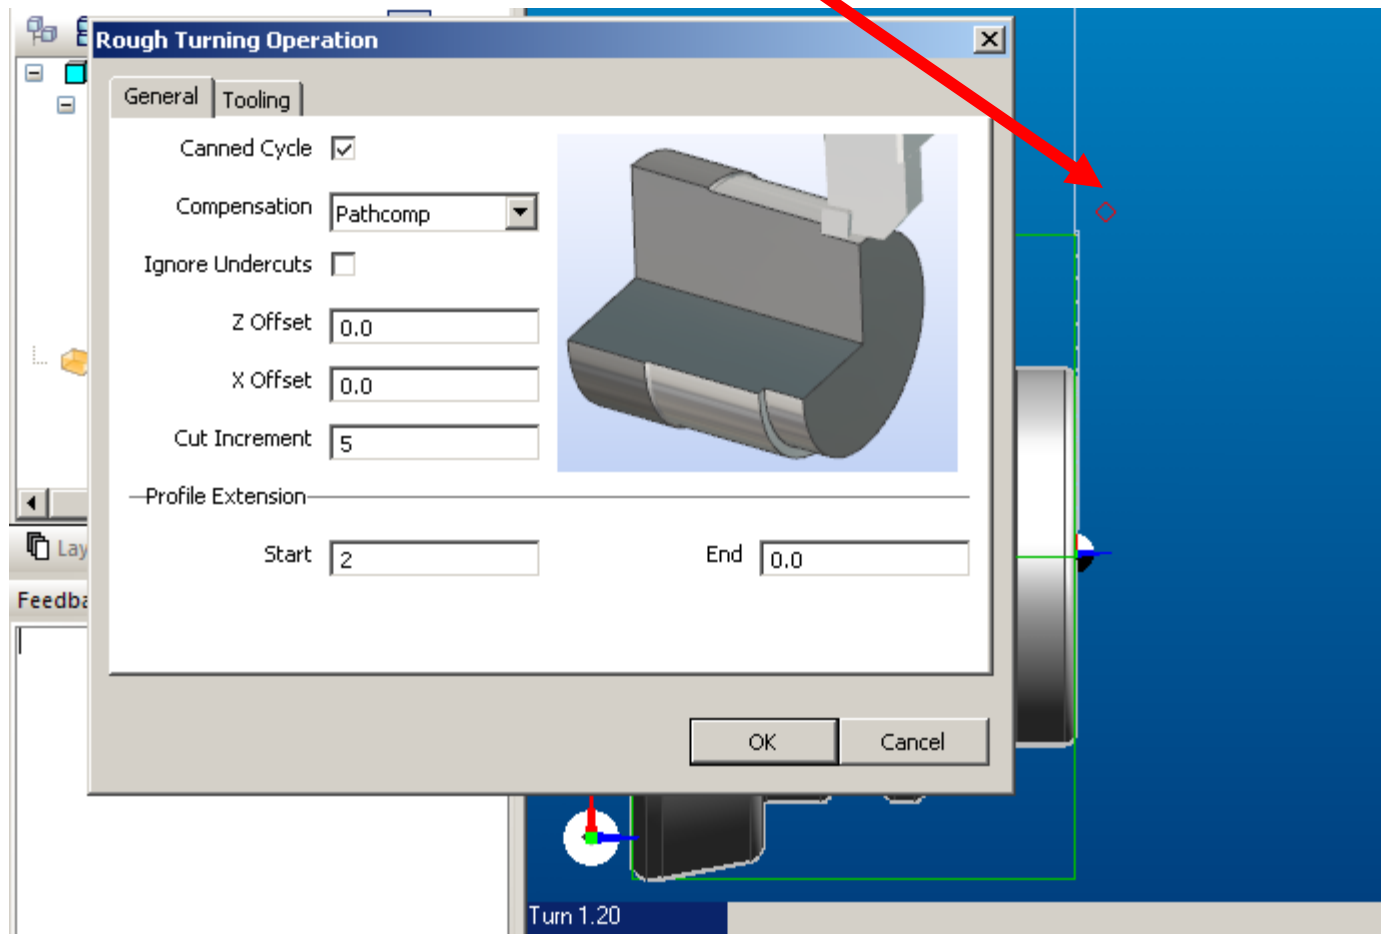 Rough Turning Operation
General
Tooling
Canned Cycle
Compensation
Pathcomp
Ignore Undercuts
Z Offset
0.0
X Offset
0.0
Cut Increment
5
Profile Extension
Start
2
End
0.0
OK
Cancel
Lay
Feedba
Turn 1.20